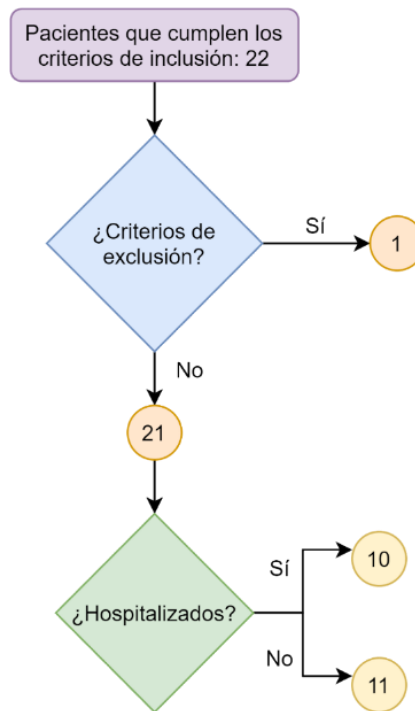 Pacientes que cumplen los
criterios de inclusión: 22
¿Criterios de
exclusión?
Sí
1
No
21
¿Hospitalizados?
Sí
10
No
11